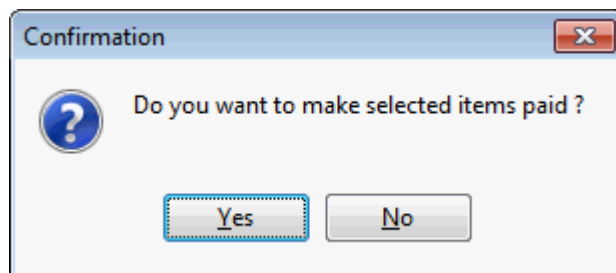 Confirmation
Do you want to make selected items paid ?
Yes
No